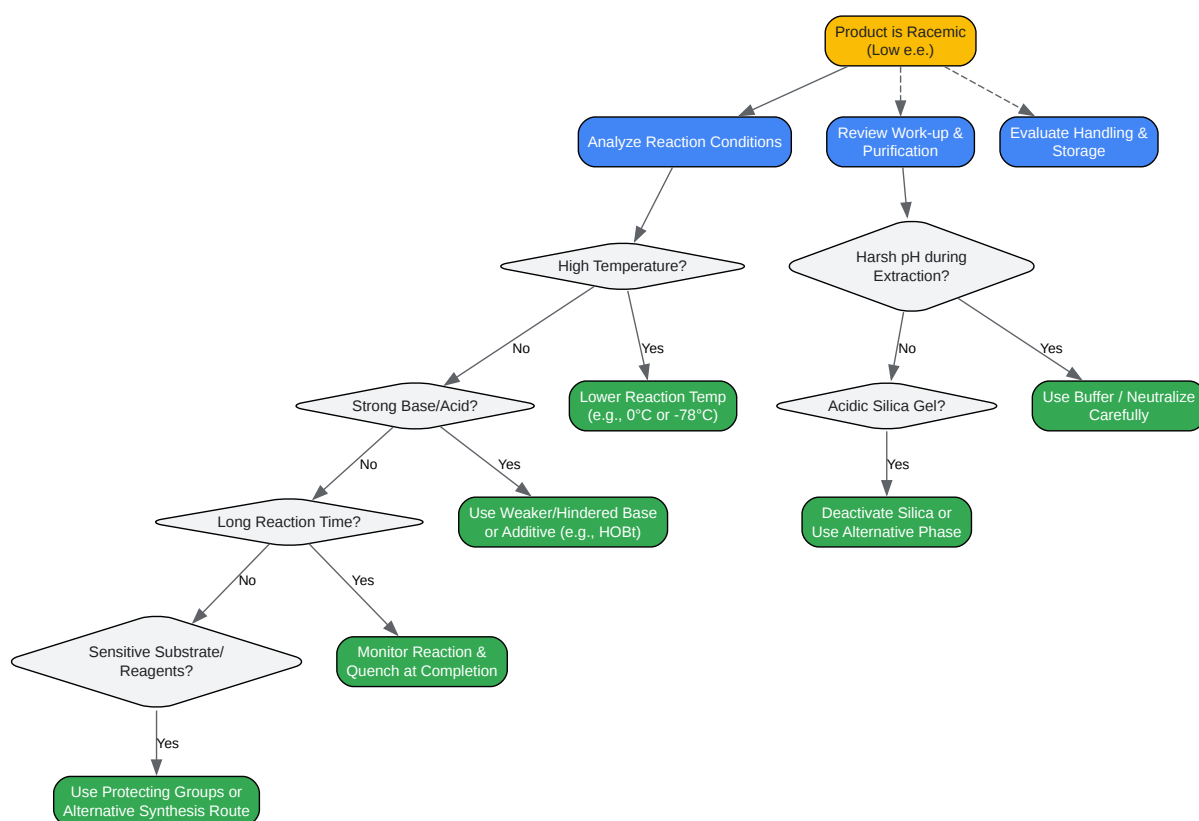 Product is Racemic
(Low e.e.)
Analyze Reaction Conditions
Review Work-up &
Purification
Evaluate Handling &
Storage
High Temperature?
Harsh pH during
Extraction?
No
Yes
No
Yes
Strong Base/Acid?
Lower Reaction Temp
(e.g., 0°C or -78°C)
Acidic Silica Gel?
Use Buffer / Neutralize
Carefully
No
Yes
Yes
Long Reaction Time?
Use Weaker/Hindered Base
or Additive (e.g., HOBt)
Deactivate Silica or
Use Alternative Phase
No
Yes
Sensitive Substrate/
Reagents?
Monitor Reaction &
Quench at Completion
Yes
Use Protecting Groups or
Alternative Synthesis Route